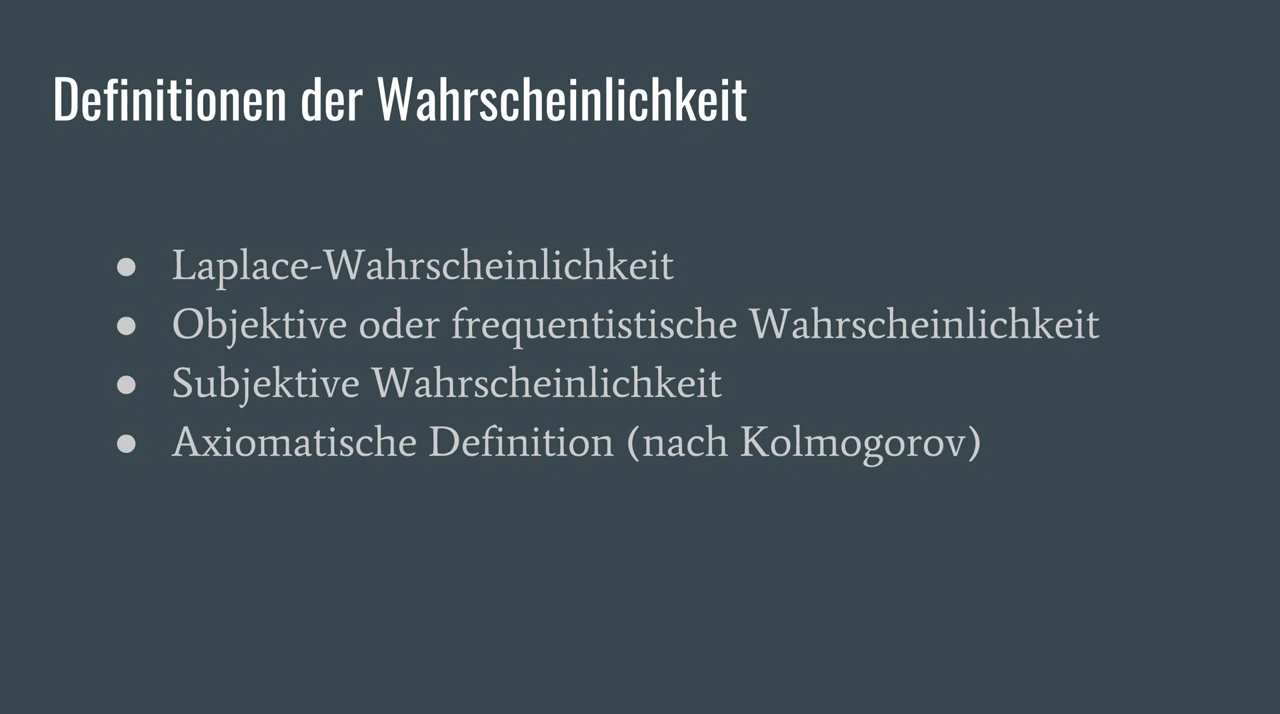 Definitionen der Wahrscheinlichkeit
● Laplace-Wahrscheinlichkeit
● Objektive oder frequentistische Wahrscheinlichkeit
● Subjektive Wahrscheinlichkeit
● Axiomatische Definition (nach Kolmogorov)